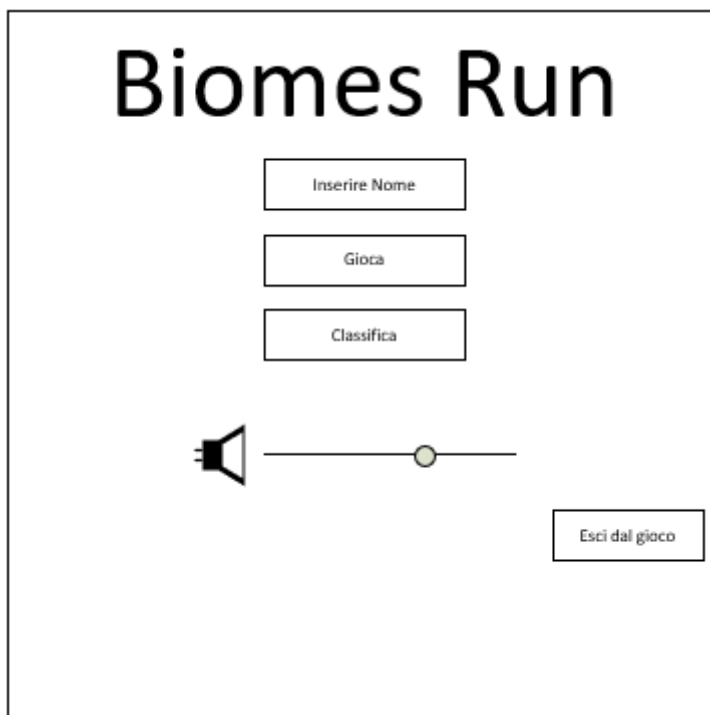 Biomes Run
Inserire Nome
Gioca
Classifica
Esci dal gioco